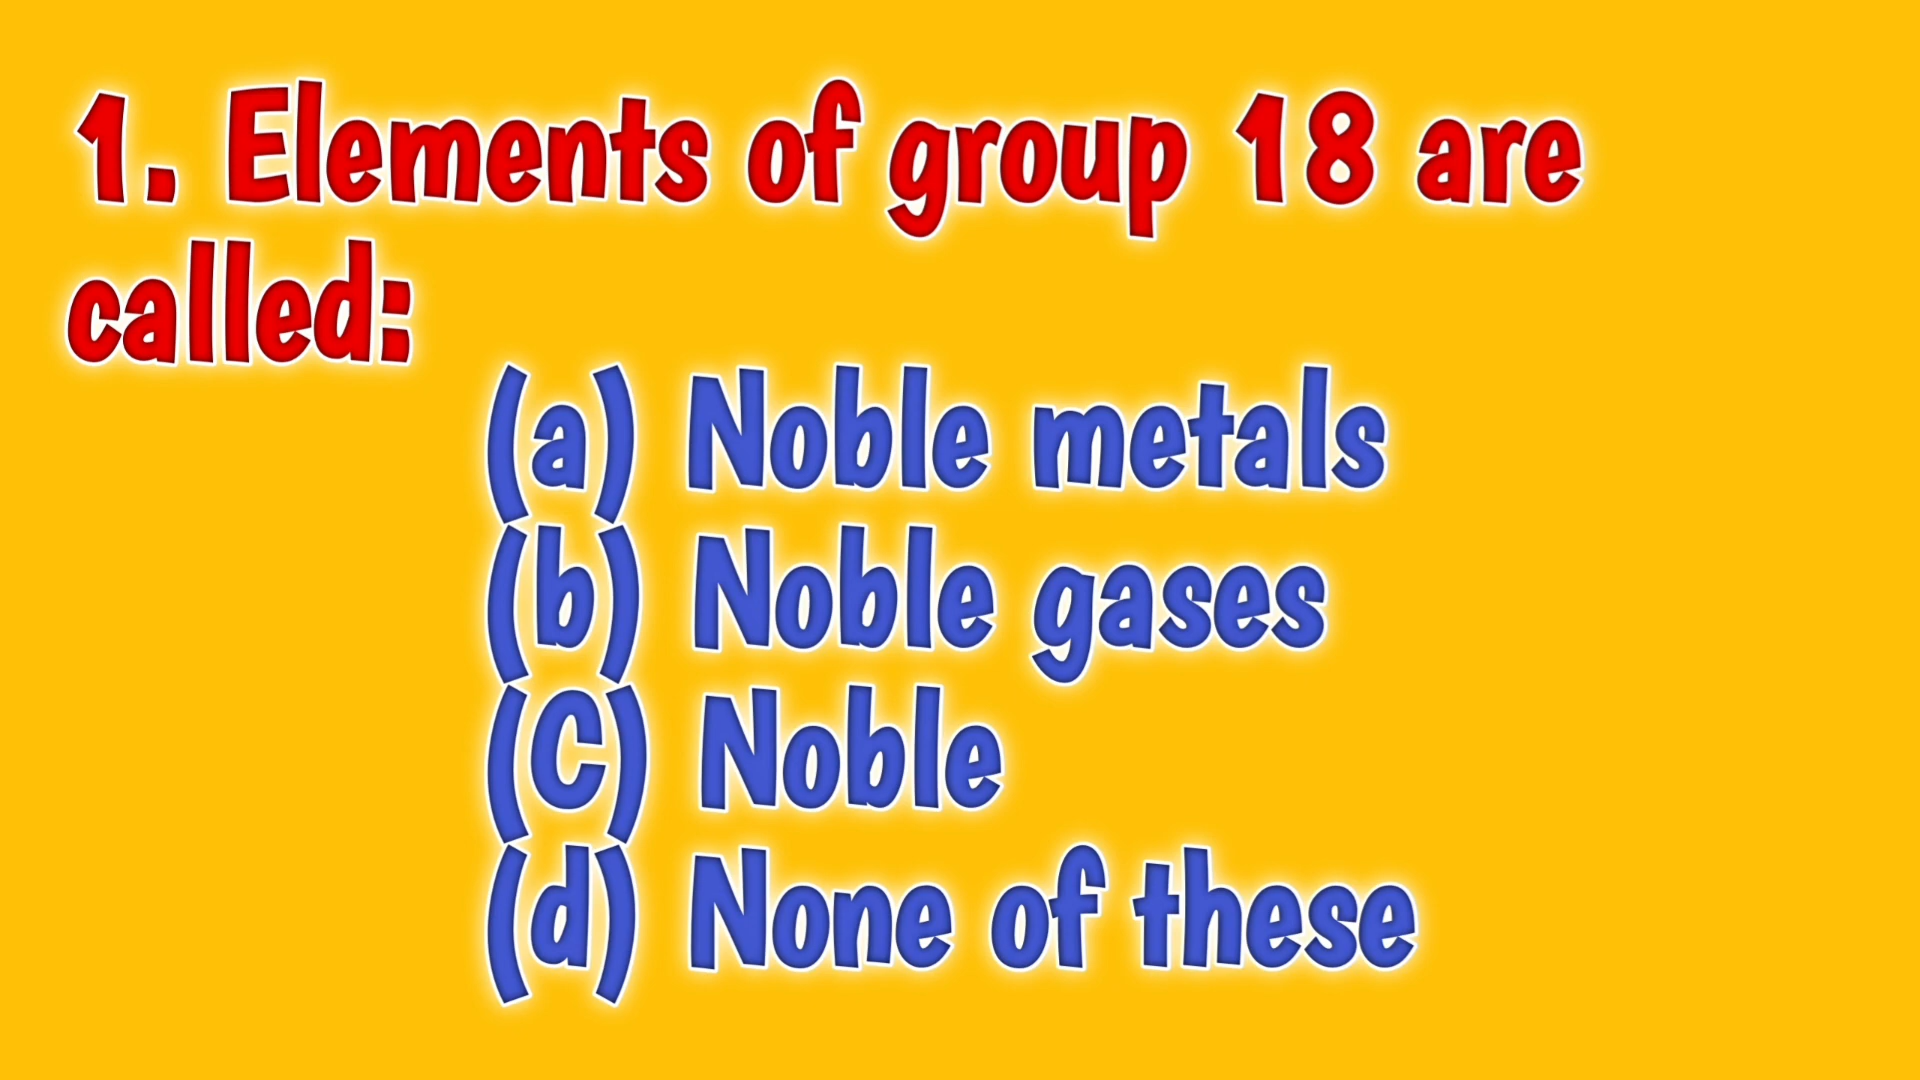 1. Elements of group 18 are
called:
(a) Noble metals
(b) Noble gases
(C) Noble
(d) None of these